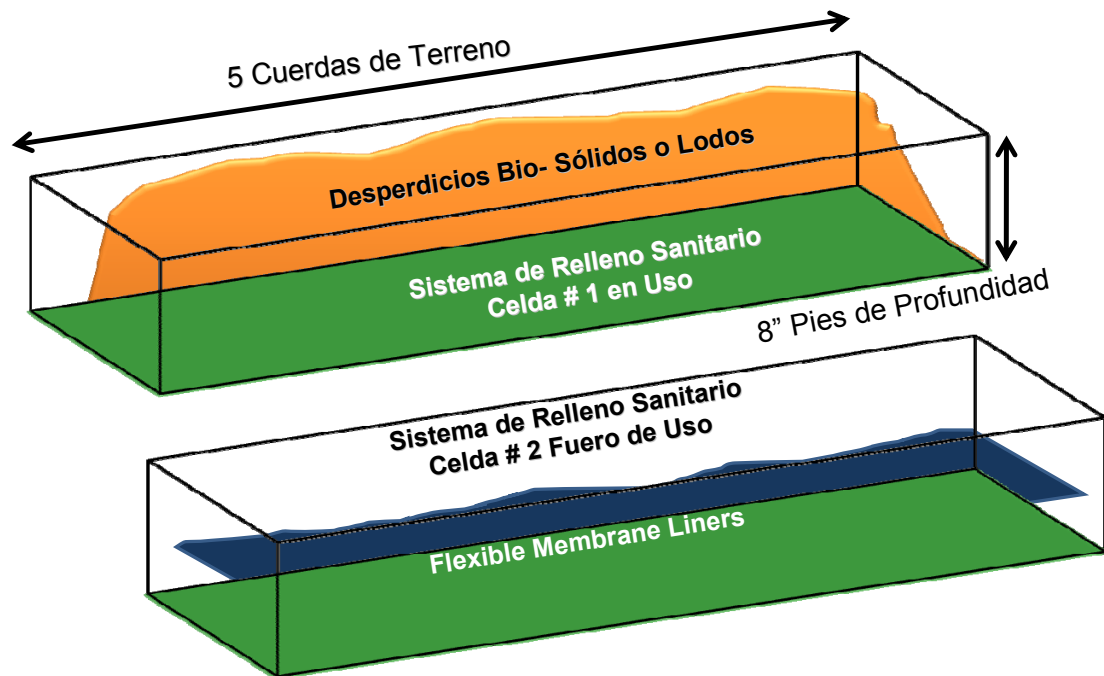 5 Cuerdas de Terreno
Desperdicios Bio- Sólidos o Lodos
Sistema de Relleno Sanitario
Celda # 1 en Uso
8” Pies de Profundidad
Sistema de Relleno Sanitario
Celda # 2 Fuero de Uso
Flexible Membrane Liners